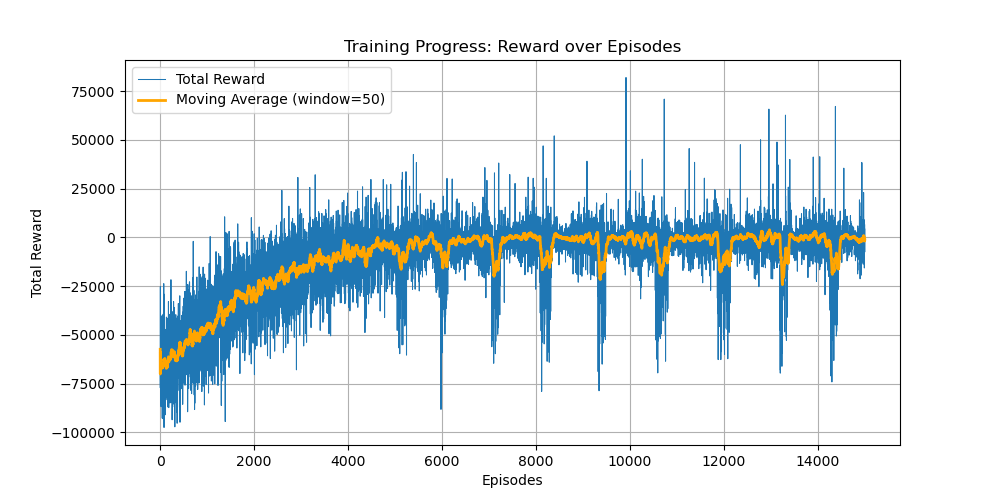 Training Progress: Reward over Episodes
Total Reward
Moving Average (window=50)
Total Reward
75000
50000
25000
0
−25000
−50000
−75000
−100000
0 2000 4000 6000 8000 10000 12000 14000
Episodes